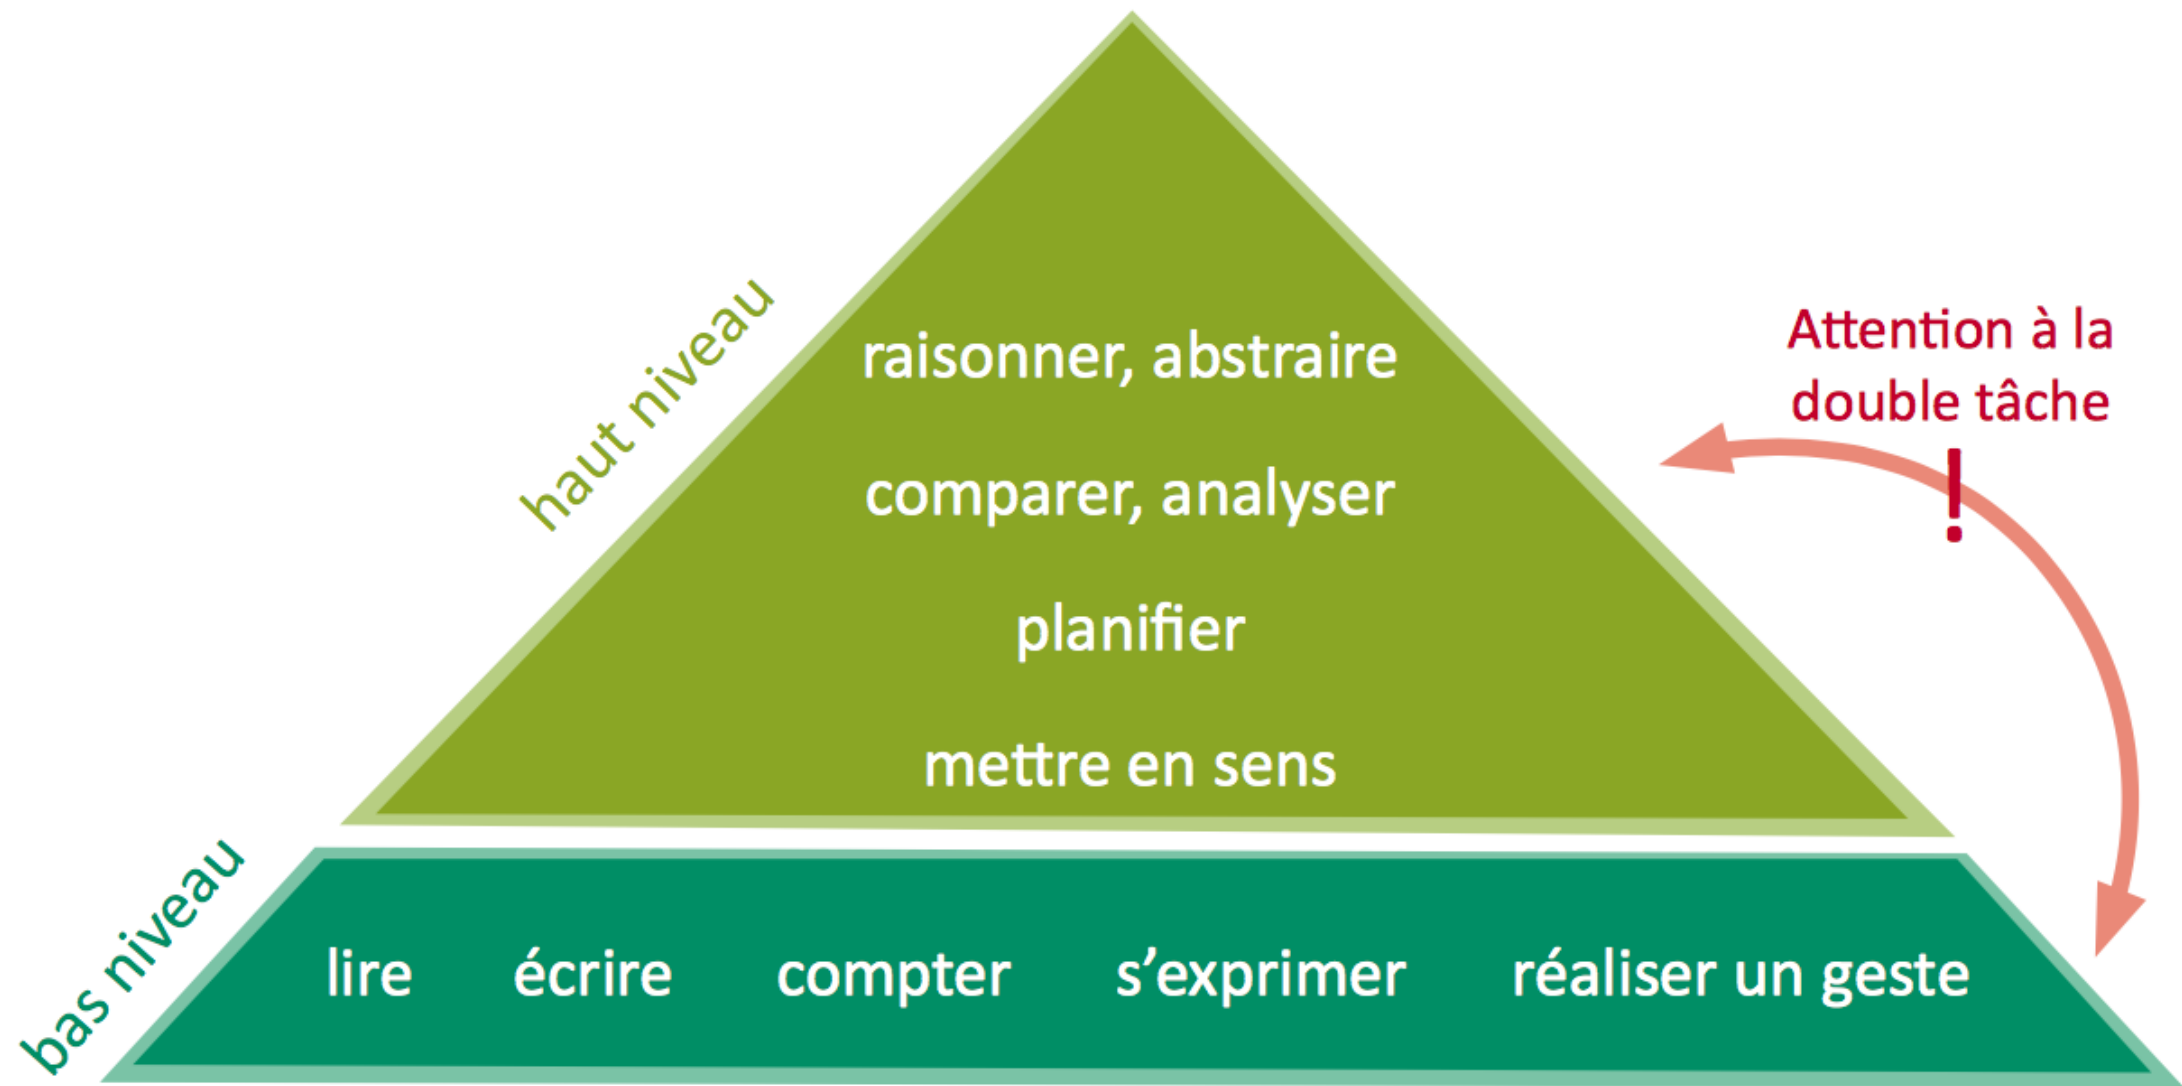 raisonner, abstraire
comparer, analyser
planifier
mettre en sens
haut niveau
Attention à la
double tâche
!
bas niveau
lire écrire compter s’exprimer réaliser un geste